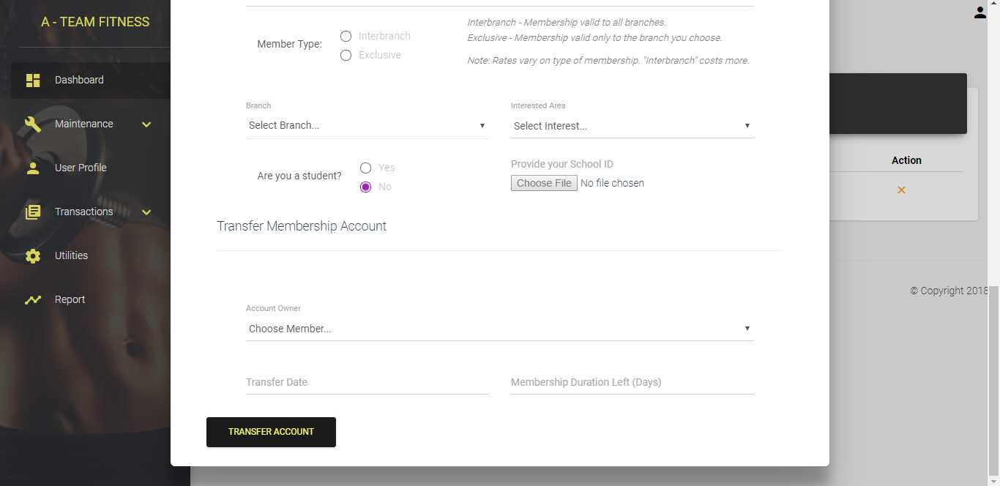 A - TEAM FITNESS
Dashboard
Maintenance
User Profile
Transactions
Utilities
Report
Member Type:
Interbranch
Exclusive
Interbranch - Membership valid to all branches.
Exclusive - Membership valid only to the branch you choose.
Note: Rates vary on type of membership. "Interbranch" costs more.
Branch
Select Branch...
Interested Area
Select Interest...
Are you a student?
Yes
No
Provide your School ID
Choose File No file chosen
Transfer Membership Account
Account Owner
Choose Member...
Transfer Date
Membership Duration Left (Days)
TRANSFER ACCOUNT
Action
© Copyright 2018